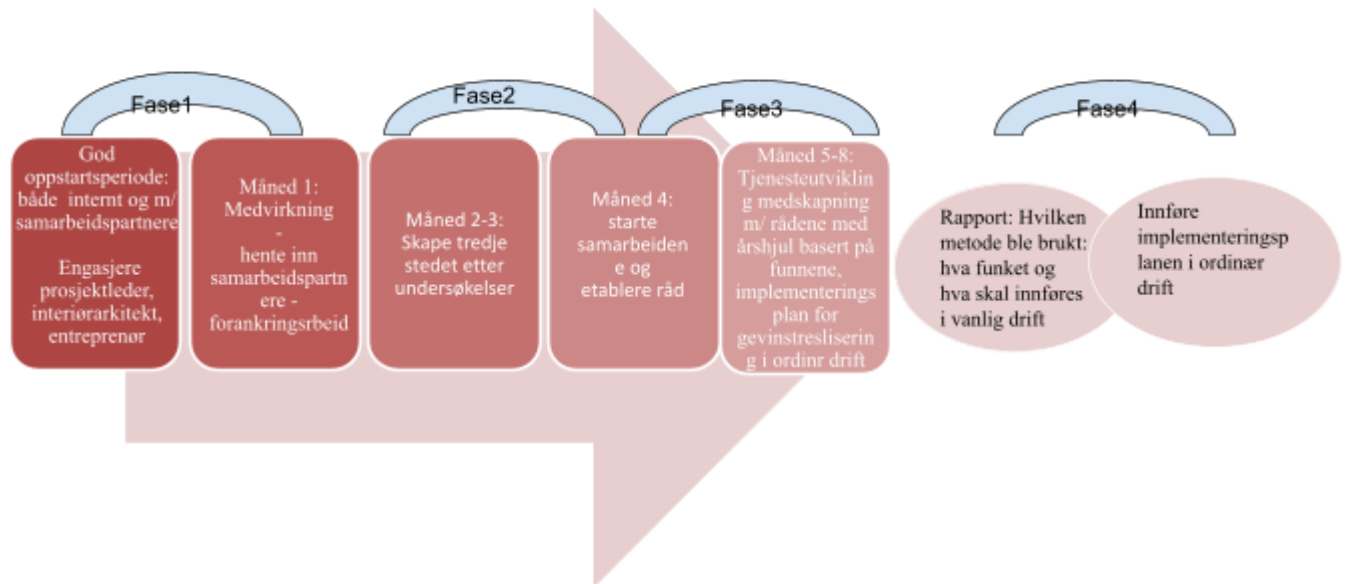 Fase1
Fase2
Fase3
Fase4
God
oppstartsperiode:
både internt og m/
samarbeidspartnere
Engasjere
prosjektleder,
interiørarkitekt,
entreprenør
Måned 1:
Medvirkning
-
hente inn
samarbeidspartn
ere -
forankringsrbeid
Måned 2-3:
Skape tredje
stedet etter
undersøkelser
Måned 4:
starte
samarbeiden
e og
etablere råd
Måned 5-8:
Tjenesteutviklin
g medskapning
m/ rådene med
årshjul basert på
funnene,
implementerings
plan for
gevinstresliserin
g i ordinr drift
Rapport: Hvilken
metode ble brukt:
hva funket og
hva skal innføres
i vanlig drift
Innføre
implementeringsp
lanen i ordinær
drift